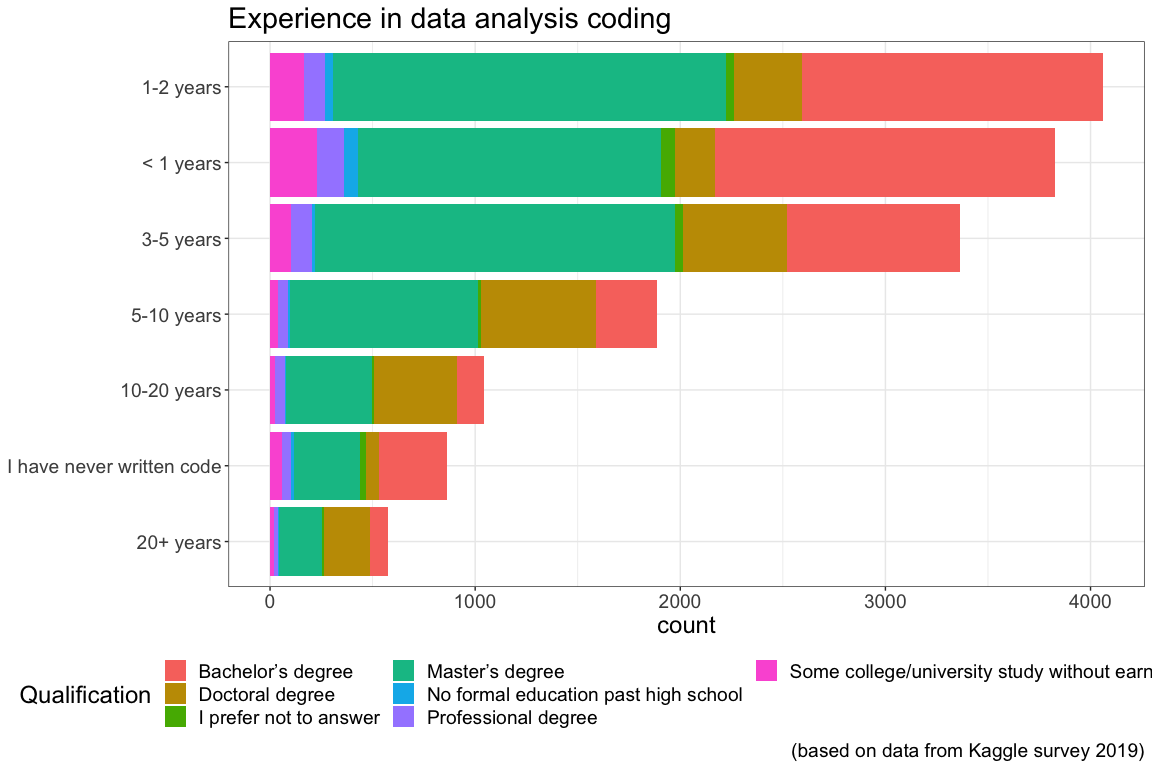 Experience in data analysis coding
1-2 years
< 1 years
3-5 years
5-10 years
10-20 years
I have never written code
20+ years
0 1000 2000 3000 4000
count
Qualification
Bachelor’s degree
Doctoral degree
I prefer not to answer
Master’s degree
No formal education past high school
Professional degree
Some college/university study without earn
(based on data from Kaggle survey 2019)